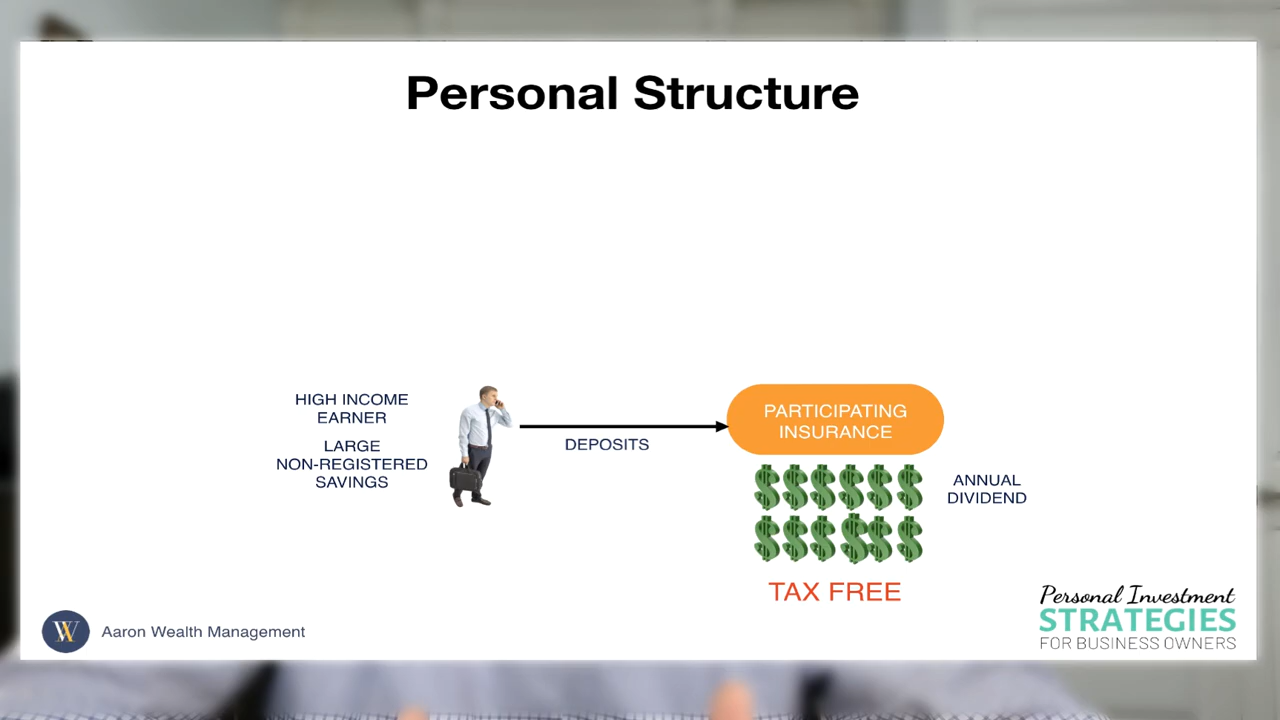 Personal Structure
HIGH INCOME
EARNER
LARGE
NON-REGISTERED
SAVINGS
DEPOSITS
PARTICIPATING
INSURANCE
$ $ $ $ $ $
$ $ $ $ $ $
ANNUAL
DIVIDEND
TAX FREE
W Aaron Wealth Management
Personal Investment
STRATEGIES
FOR BUSINESS OWNERS